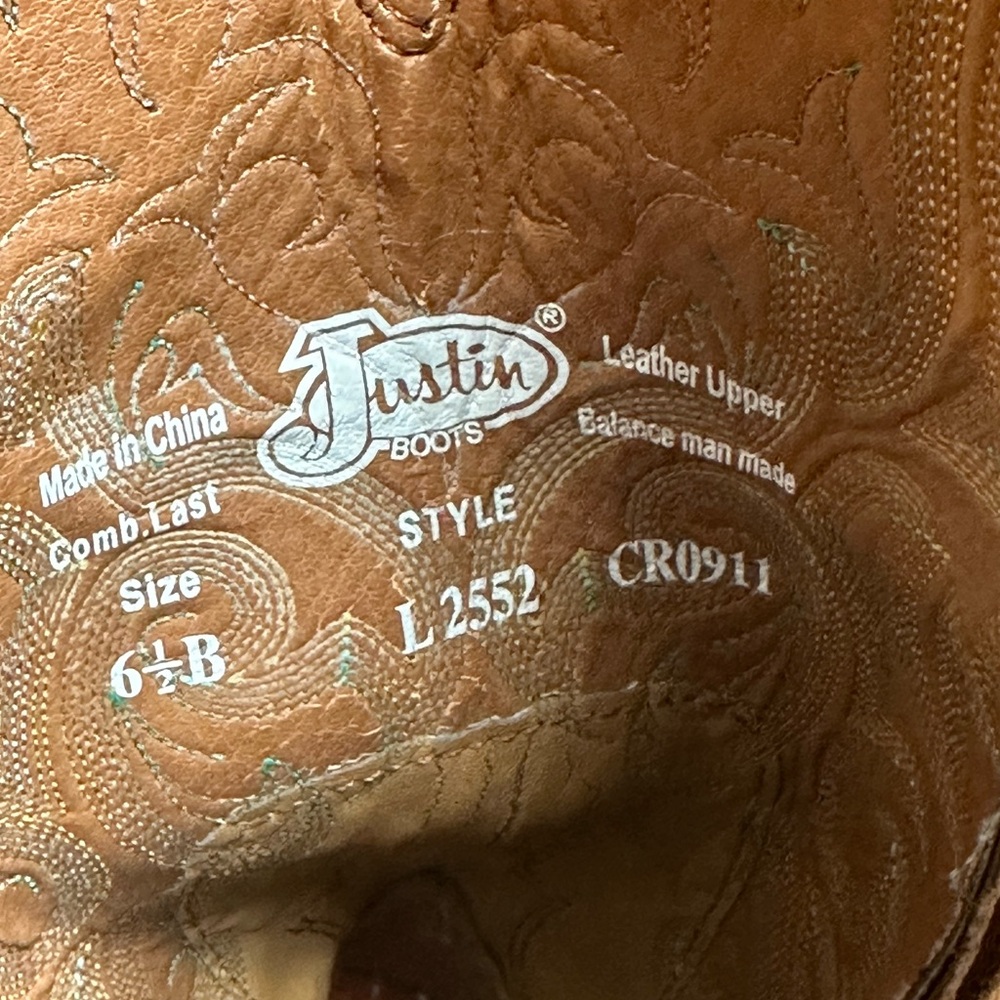 Justin®
BOOTS
Made in China
Comb.Last
Size
6½B
STYLE
L 2552
Leather Upper
Balance man made
CR0911